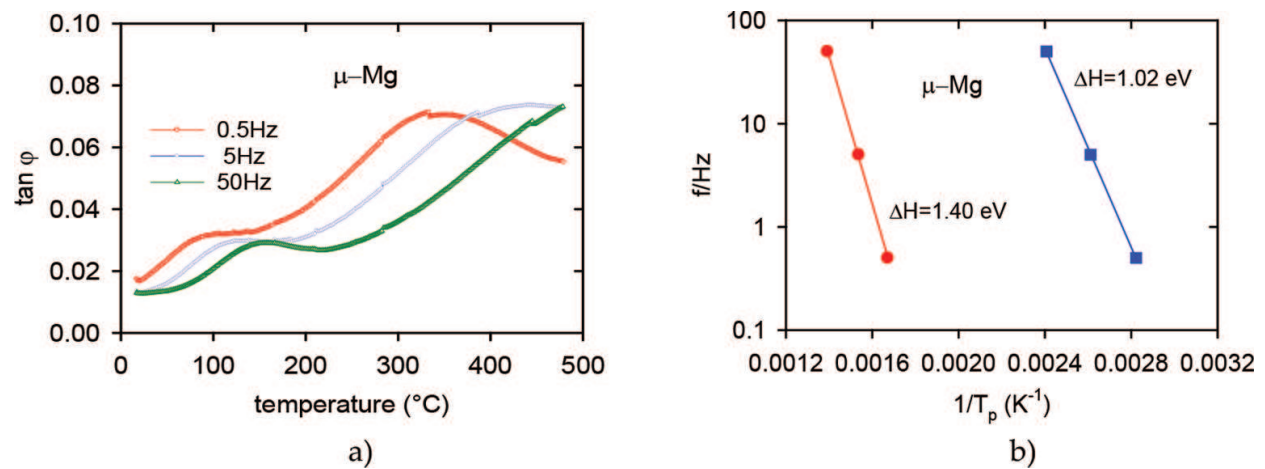 0.10
0.08
0.06
0.04
0.02
0.00
tan φ
μ–Mg
0.5Hz
5Hz
50Hz
0 100 200 300 400 500
temperature (°C)
a)
100
10
1
0.1
f/Hz
μ–Mg
ΔH=1.02 eV
ΔH=1.40 eV
0.0012 0.0016 0.0020 0.0024 0.0028 0.0032
1/Tp (K-1)
b)